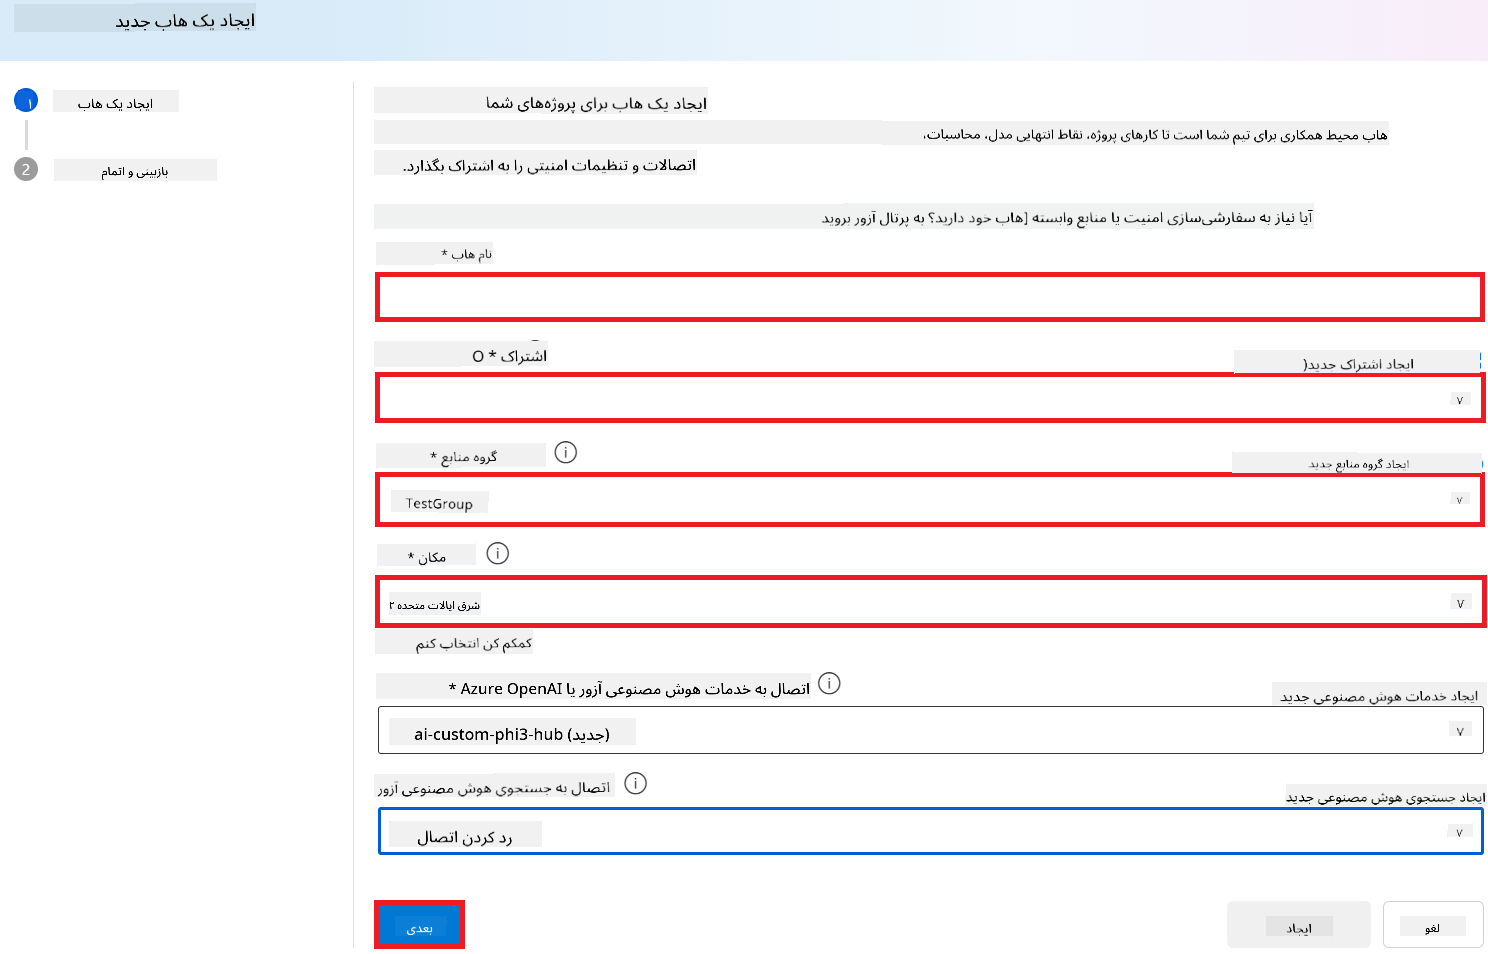 ایجاد یک هاب جدید
۱
ایجاد یک هاب
2
بازبینی و اتمام
ایجاد یک هاب برای پروژه‌های شما
هاب محیط همکاری برای تیم شما است تا کارهای پروژه، نقاط انتهایی مدل، محاسبات،
اتصالات و تنظیمات امنیتی را به اشتراک بگذارد.
آیا نیاز به سفارشی‌سازی امنیت یا منابع وابسته [هاب خود دارید؟ به پرتال آزور بروید
نام هاب *
اشتراک * O
ایجاد اشتراک جدید(
گروه منابع *
ایجاد گروه منابع جدید
TestGroup
مکان *
شرق ایالات متحده ۲
کمکم کن انتخاب کنم
اتصال به خدمات هوش مصنوعی آزور یا Azure OpenAI *
ایجاد خدمات هوش مصنوعی جدید
ai-custom-phi3-hub (جدید)
اتصال به جستجوی هوش مصنوعی آزور
ایجاد جستجوی هوش مصنوعی جدید
رد کردن اتصال
بعدی
ایجاد
لغو